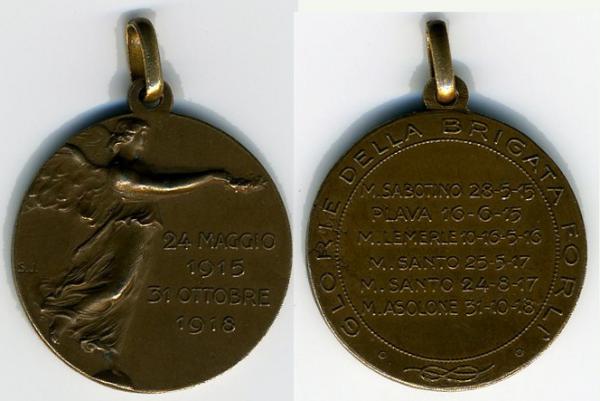 24 MAGGIO
1915
31 OTTOBRE
1918
S.J.
GLORIE DELLA BRIGATA FORLI'
M. SABOTINO 28-5-15
PLAVA 16-6-15
M. LEMERLE 10-16-5-16
M. SANTO 25-5-17
M. SANTO 24-8-17
M. ASOLONE 31-10-18